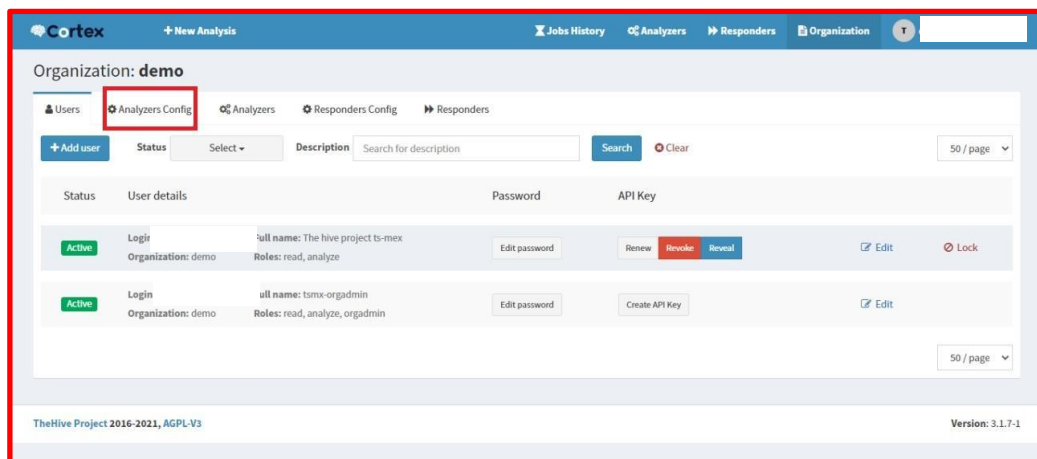 Cortex + New Analysis Jobs History Analyzers Responders Organization T
Organization: demo
Users Analyzers Config Analyzers Responders Config Responders
+ Add user Status Select Description Search for description Search Clear 50 / page
Status User details Password API Key
Active Login Full name: The hive project ts-mex Edit password Renew Revoke Reveal Edit Lock
Organization: demo Roles: read, analyze
Active Login ull name: tsmx-orgadmin Edit password Create API Key Edit
Organization: demo Roles: read, analyze, orgadmin
50 / page
TheHive Project 2016-2021, AGPL-V3 Version: 3.1.7-1